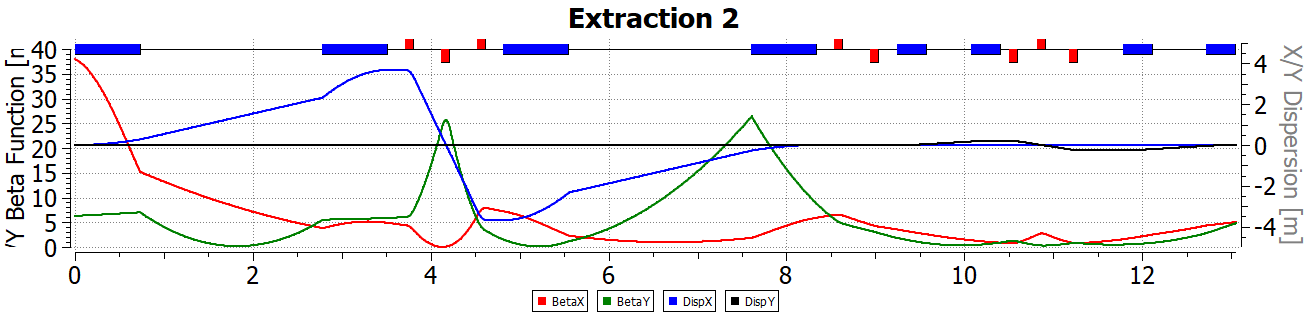 Extraction 2
40
35
30
25
20
15
10
5
0
Y Beta Function [
4
2
0
-2
-4
X/Y Dispersion [m]
0 2 4 6 8 10 12
BetaX BetaY DispX DispY